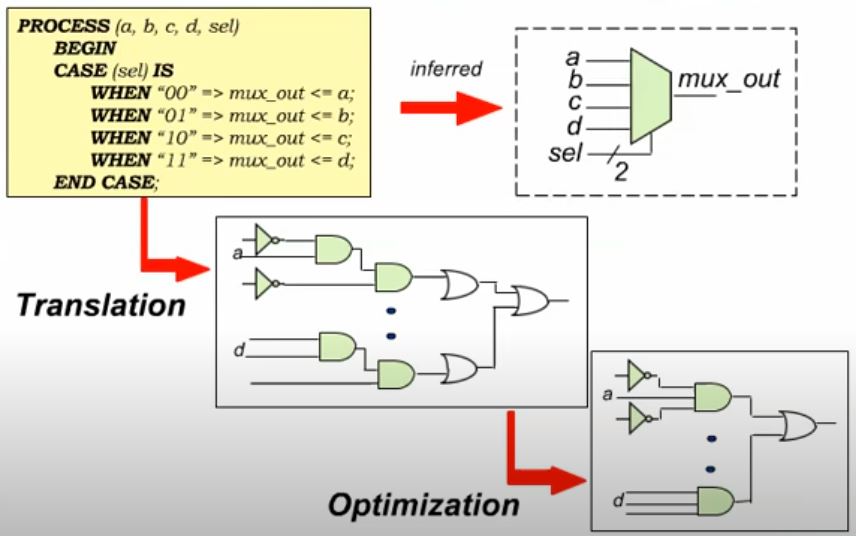 PROCESS (a, b, c, d, sel)
BEGIN
CASE (sel) IS
WHEN “00” => mux_out <= a;
WHEN “01” => mux_out <= b;
WHEN “10” => mux_out <= c;
WHEN “11” => mux_out <= d;
END CASE;
inferred
a
b
c
d
sel
2
mux_out
Translation
a
d
Optimization
a
d